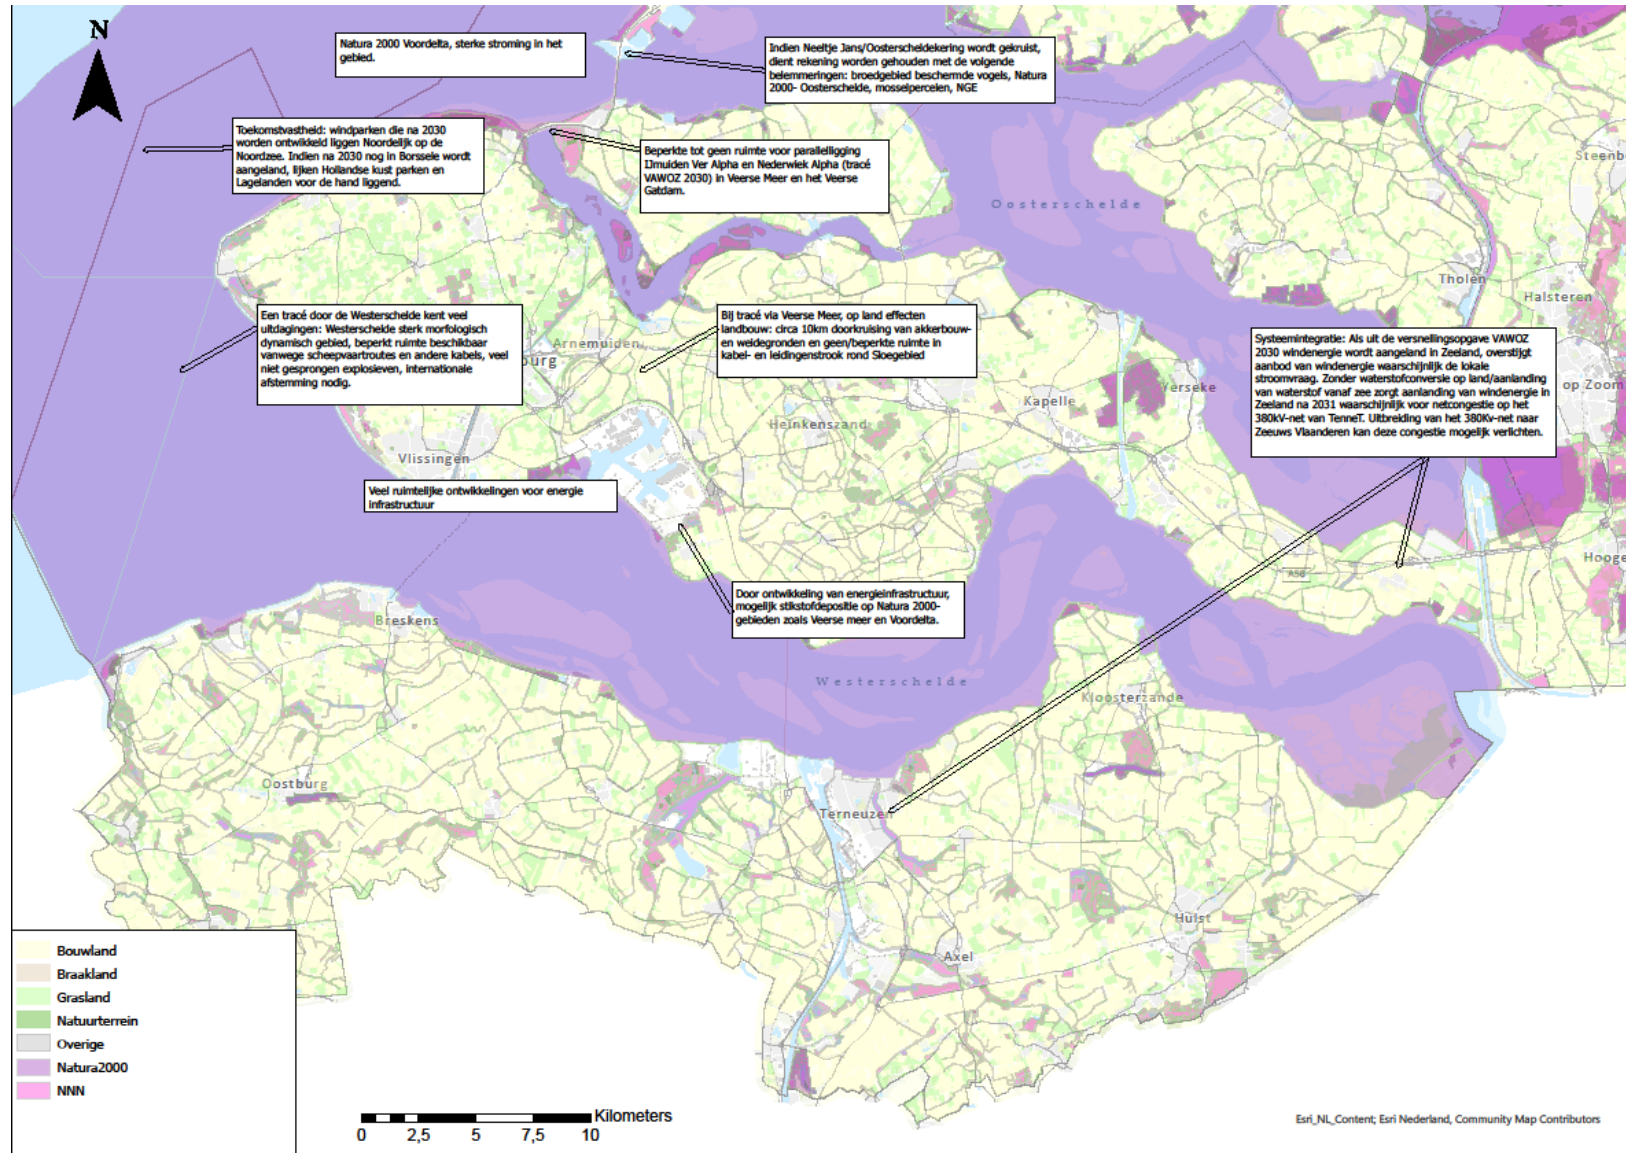 N
Natura 2000 Voordelta, sterke stroming in het
gebied.
Indien Neeltje Jans/Oosterscheldekering wordt gekruist,
dient rekening worden gehouden met de volgende
belemmeringen: broedgebied beschermde vogels, Natura
2000- Oosterschelde, mosselpercelen, NGE
Toekomstvastheid: windparken die na 2030
worden ontwikkeld liggen Noordelijk op de
Noordzee. Indien na 2030 nog in Borssele wordt
aangeland, lijken Hollandse kust parken en
Lagelanden voor de hand liggend.
Beperkte tot geen ruimte voor parallelligging
IJmuiden Ver Alpha en Nederwiek Alpha (tracé
VAWOZ 2030) in Veerse Meer en het Veerse
Gatdam.
Steenb
Oosterschelde
Tholen
Halsteren
Een tracé door de Westerschelde kent veel
uitdagingen: Westerschelde sterk morfologisch
dynamisch gebied, beperkt ruimte beschikbaar
vanwege scheepvaartroutes en andere kabels, veel
niet gesprongen explosieven, internationale
afstemming nodig.
Arnemuiden
burg
Bij tracé via Veerse Meer, op land effecten
landbouw: circa 10km doorkruising van akkerbouw-
en weidegronden en geen/beperkte ruimte in
kabel- en leidingenstrook rond Sloegebied
Systeemintegratie: Als uit de versnellingsopgave VAWOZ
2030 windenergie wordt aangeland in Zeeland, overstijgt
aanbod van windenergie waarschijnlijk de lokale
stroomvraag. Zonder waterstofconversie op land/aanlanding
van waterstof vanaf zee zorgt aanlanding van windenergie in
Zeeland na 2031 waarschijnlijk voor netcongestie op het
380kV-net van TenneT. Uitbreiding van het 380Kv-net naar
Zeeuws Vlaanderen kan deze congestie mogelijk verlichten.
op Zoom
Yerseke
Kapelle
Heinkenszand
Vlissingen
Veel ruimtelijke ontwikkelingen voor energie
infrastructuur
Hooge
A58
Door ontwikkeling van energieinfrastructuur,
mogelijk stikstofdepositie op Natura 2000-
gebieden zoals Veerse meer en Voordelta.
Breskens
Westerschelde
Kloosterzande
Oostburg
Terneuzen
Hulst
Axel
Bouwland
Braakland
Grasland
Natuurterrein
Overige
Natura2000
NNN
Kilometers
0 2,5 5 7,5 10
Esri_NL_Content; Esri Nederland, Community Map Contributors